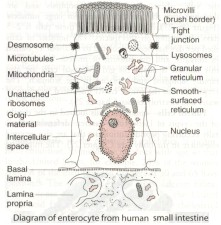 Microvilli
(brush border)
Tight
junction
Desmosome
Microtubules
Mitochondria
Unattached
ribosomes
Golgi
material
Intercellular
space
Basal
lamina
Lamina
propria
Lysosomes
Granular
reticulum
Smooth-
surfaced
reticulum
Nucleus
Diagram of enterocyte from human small intestine